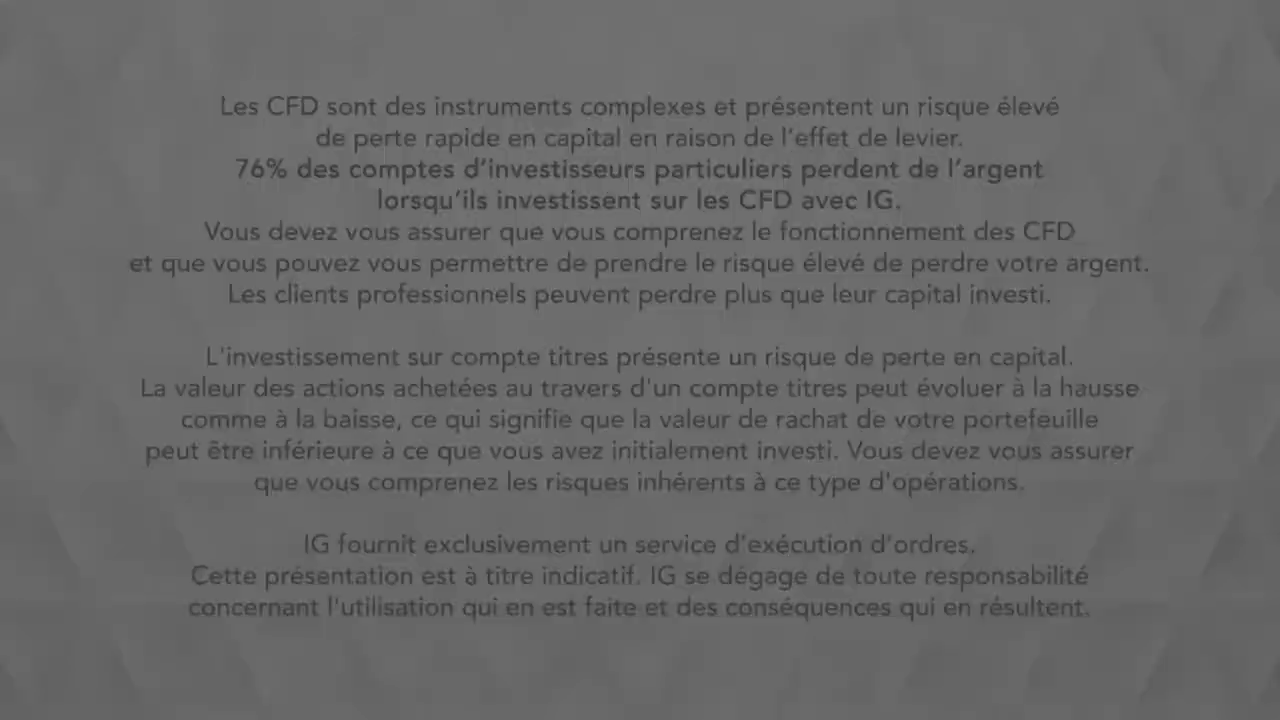 Les CFD sont des instruments complexes et présentent un risque élevé
de perte rapide en capital en raison de l'effet de levier.
76% des comptes d'investisseurs particuliers perdent de l'argent
lorsqu'ils investissent sur les CFD avec IG.
Vous devez vous assurer que vous comprenez le fonctionnement des CFD
et que vous pouvez vous permettre de prendre le risque élevé de perdre votre argent.
Les clients professionnels peuvent perdre plus que leur capital investi.
L'investissement sur compte titres présente un risque de perte en capital.
La valeur des actions achetées au travers d'un compte titres peut évoluer à la hausse
comme à la baisse, ce qui signifie que la valeur de rachat de votre portefeuille
peut être inférieure à ce que vous avez initialement investi. Vous devez vous assurer
que vous comprenez les risques inhérents à ce type d'opérations.
IG fournit exclusivement un service d'exécution d'ordres.
Cette présentation est à titre indicatif. IG se dégage de toute responsabilité
concernant l'utilisation qui en est faite et des conséquences qui en résultent.